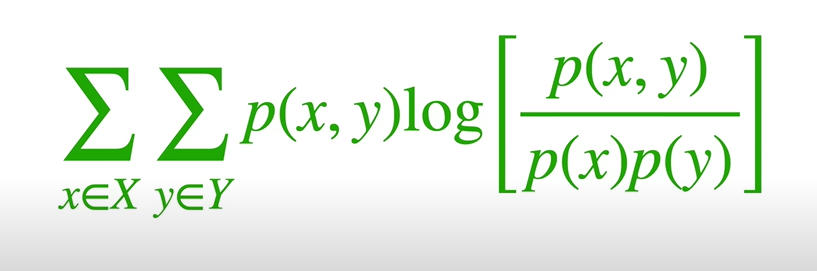 ∑x∈X ∑y∈Y p(x, y)log[p(x, y) / p(x)p(y)]